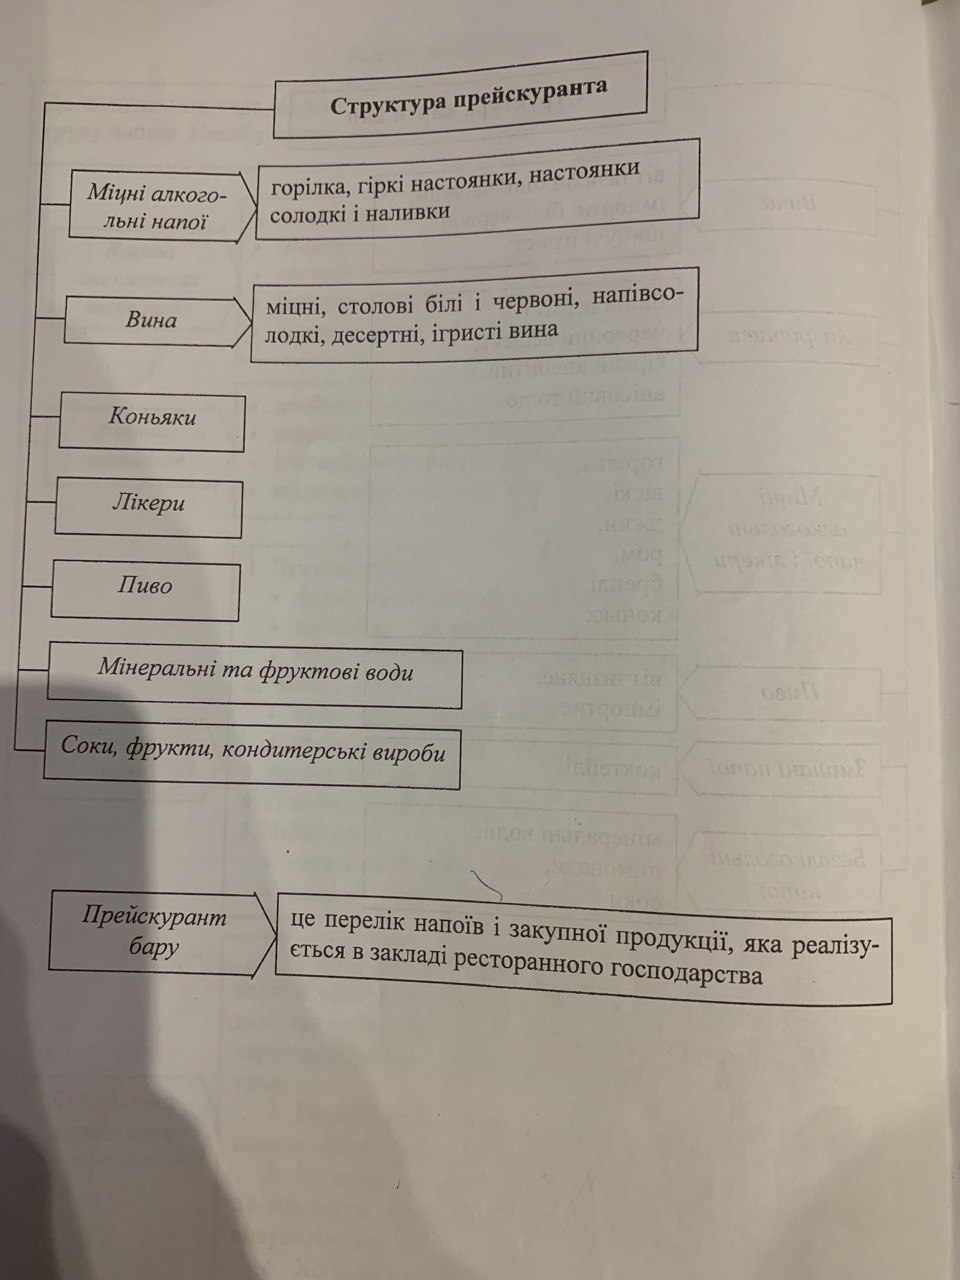 Структура прейскуранта
Міцні алкого-
льні напої
горілка, гіркі настоянки, настоянки
солодкі і наливки
Вина
міцні, столові білі і червоні, напівсо-
лодкі, десертні, ігристі вина
Коньяки
Лікери
Пиво
Мінеральні та фруктові води
Соки, фрукти, кондитерські вироби
Прейскурант
бару
це перелік напоїв і закупної продукції, яка реалізу-
ється в закладі ресторанного господарства